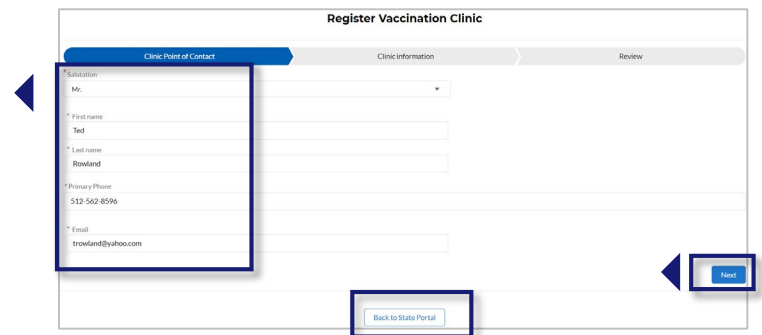 Register Vaccination Clinic
Clinic Point of Contact
Clinic information
Review
* Salutation
Mr.
* First name
Ted
* Last name
Rowland
* Primary Phone
512-562-8596
* Email
trowland@yahoo.com
Next
Back to State Portal